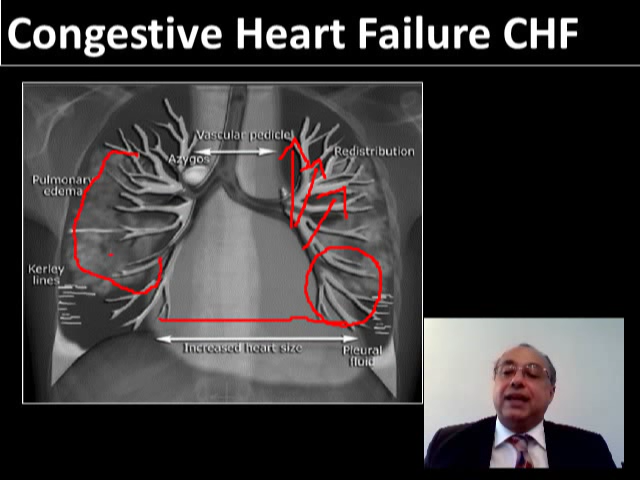 Congestive Heart Failure CHF
Vascular pedicle
Azygos
Redistribution
Pulmonary
edema
Kerley
lines
Increased heart size
Pleural
fluid